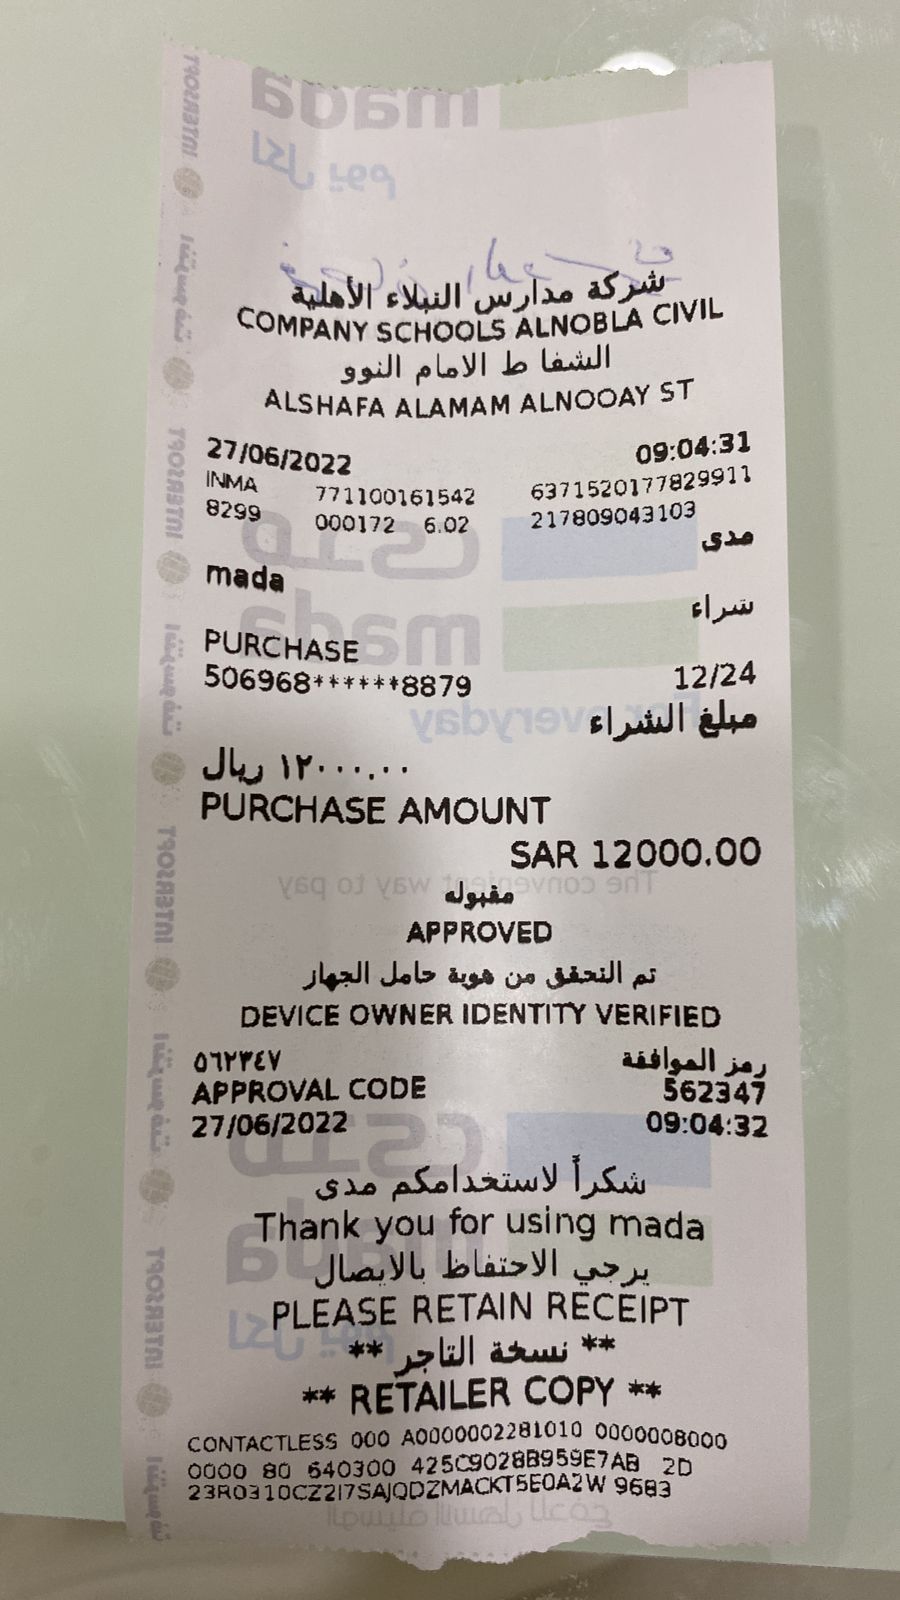 شركة مدارس النبلاء الأهلية
COMPANY SCHOOLS ALNOBLA CIVIL
الشفا ط الامام النوو
ALSHAFA ALAMAM ALNOOAY ST
27/06/2022 09:04:31
INMA 771100161542 6371520177829911
8299 000172 6.02 217809043103
مدى
mada
شراء
PURCHASE
506968******8879 12/24
مبلغ الشراء
١٢٠٠٠.٠٠ ريال
PURCHASE AMOUNT
SAR 12000.00
مقبوله
APPROVED
تم التحقق من هوية حامل الجهاز
DEVICE OWNER IDENTITY VERIFIED
رمز الموافقة ٥٦٢٣٤٧
APPROVAL CODE 562347
27/06/2022 09:04:32
شكراً لاستخدامكم مدى
Thank you for using mada
يرجي الاحتفاظ بالايصال
PLEASE RETAIN RECEIPT
** نسخة التاجر **
** RETAILER COPY **
CONTACTLESS 000 A0000002281010 0000008000
0000 80 640300 425C9028B959E7AB 2D
23R0310CZ2I7SAJQDZMACKT5E0A2W 9683